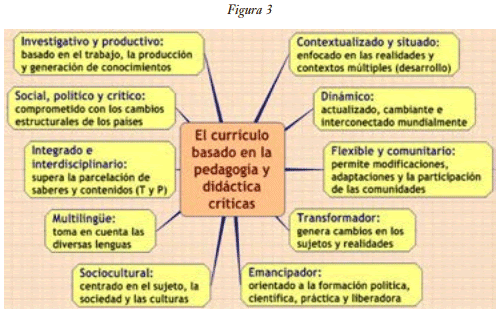 Figura 3
Investigativo y productivo:
basado en el trabajo, la producción
y generación de conocimientos
Contextualizado y situado:
enfocado en las realidades y
contextos múltiples (desarrollo)
Social, político y crítico:
comprometido con los cambios
estructurales de los países
Dinámico:
actualizado, cambiante e
interconectado mundialmente
El currículo
basado en la
pedagogía y
didáctica
críticas
Integrado e
interdisciplinario:
supera la parcelación de
saberes y contenidos (T y P)
Flexible y comunitario:
permite modificaciones,
adaptaciones y la participación
de las comunidades
Multilingüe:
toma en cuenta las
diversas lenguas
Transformador:
genera cambios en los
sujetos y realidades
Sociocultural:
centrado en el sujeto, la
sociedad y las culturas
Emancipador:
orientado a la formación política,
científica, práctica y liberadora